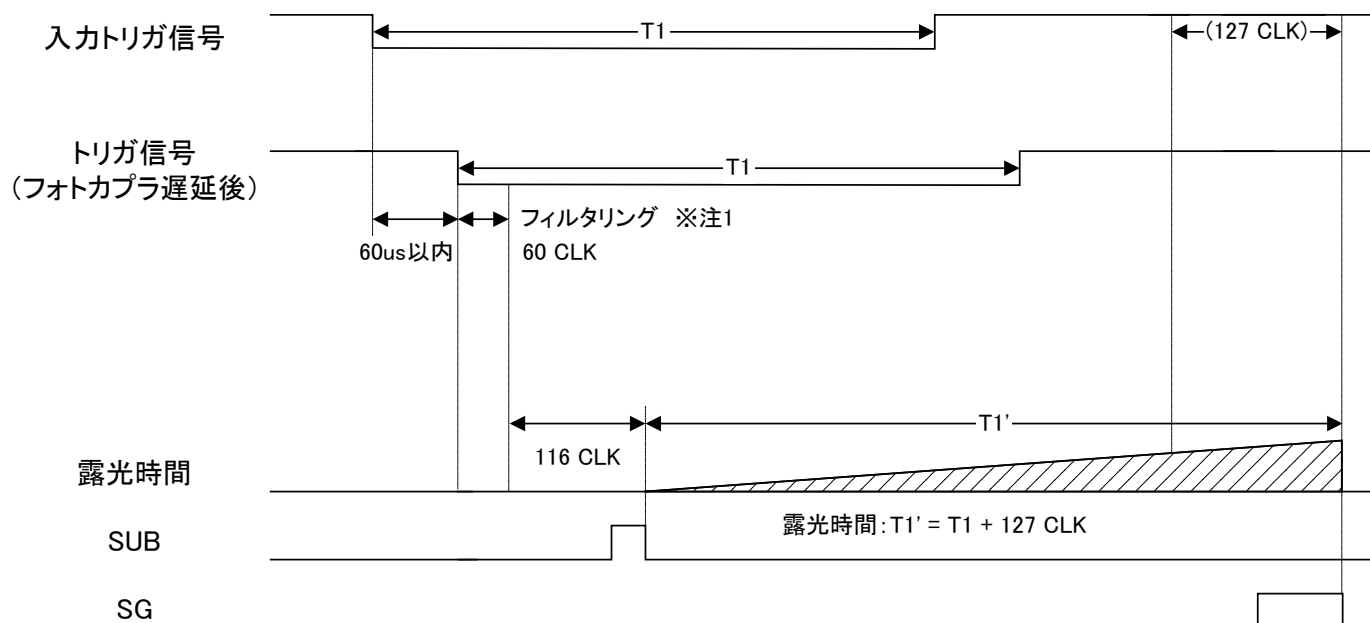 入力トリガ信号
T1
(127 CLK)
トリガ信号
(フォトカプラ遅延後)
T1
フィルタリング ※注1
60us以内
60 CLK
T1'
116 CLK
露光時間
露光時間:T1' = T1 + 127 CLK
SUB
SG